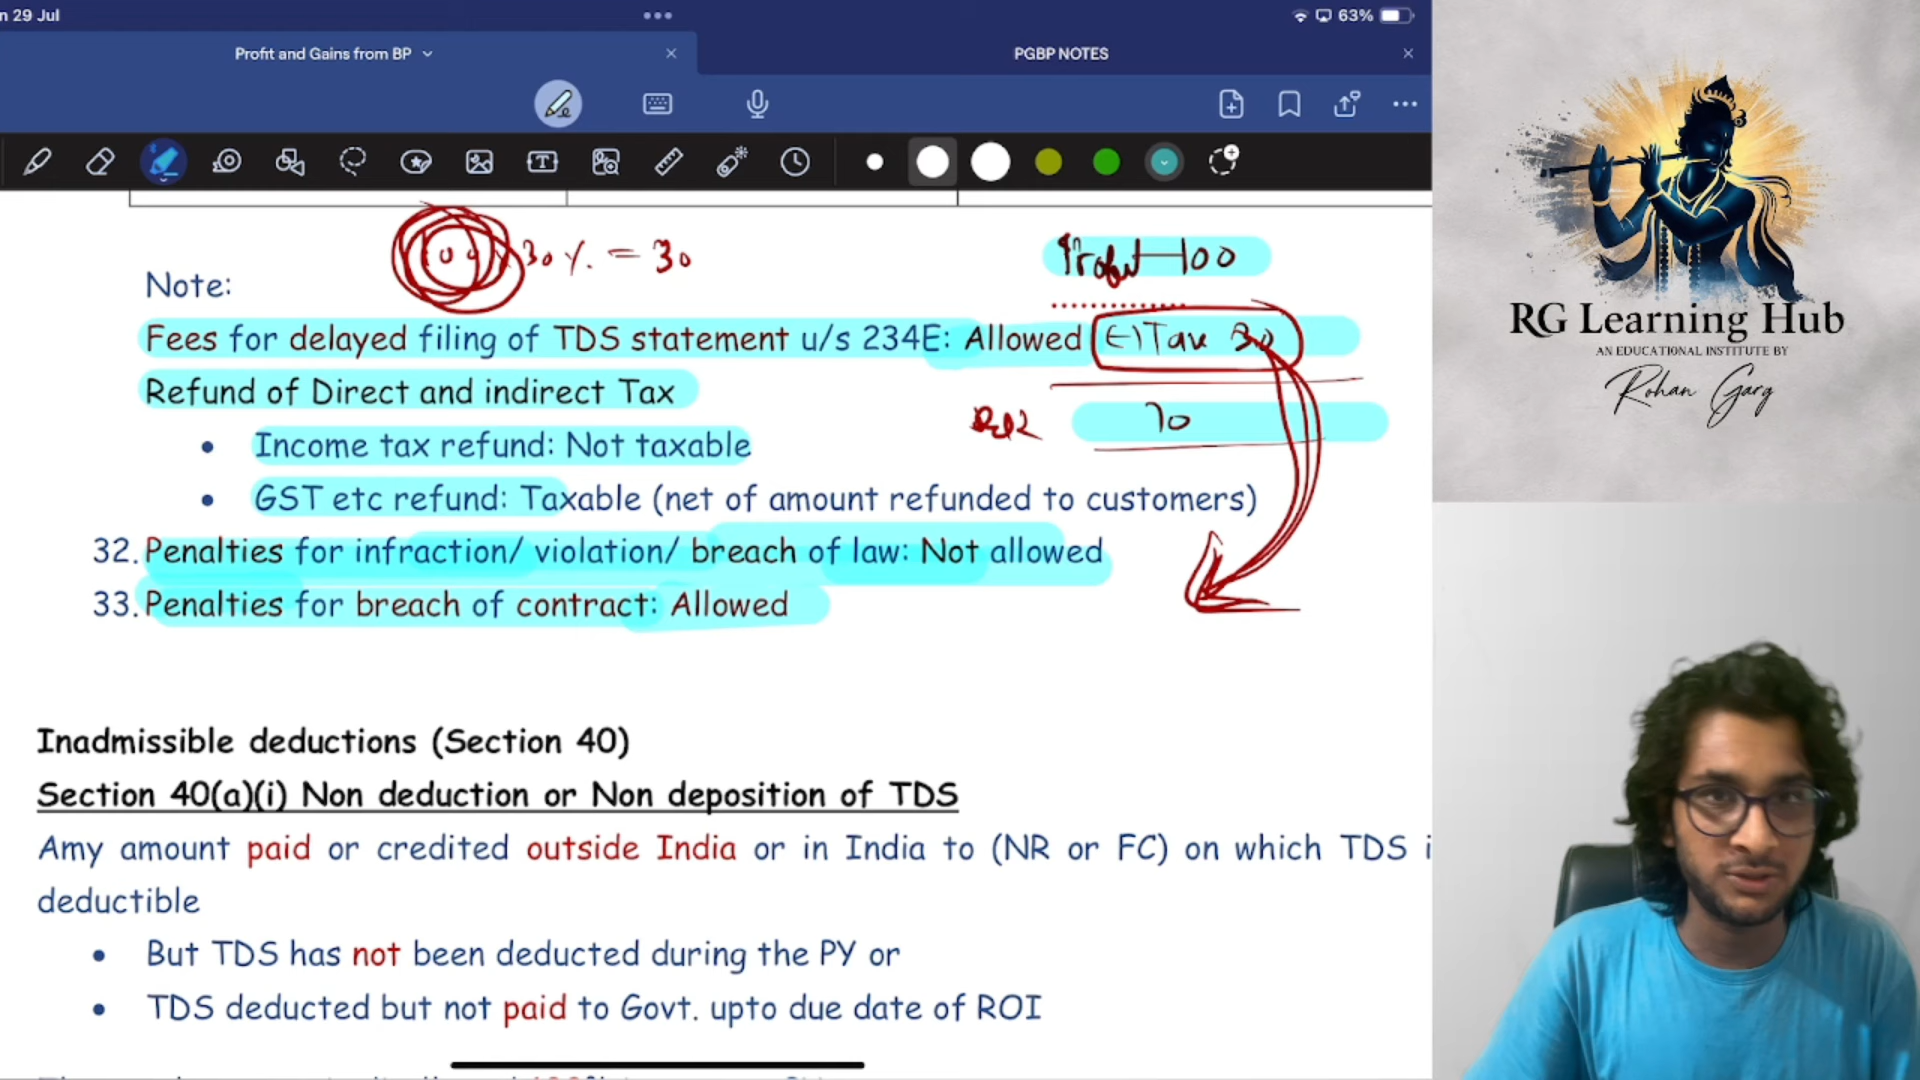 n 29 Jul
63%
Profit and Gains from BP
PGBP NOTES
100 30 % = 30
Profit 100
Note:
Fees for delayed filing of TDS statement u/s 234E: Allowed
(-) Tax 30
Refund of Direct and indirect Tax
70
• Income tax refund: Not taxable
• GST etc refund: Taxable (net of amount refunded to customers)
32. Penalties for infraction/ violation/ breach of law: Not allowed
33. Penalties for breach of contract: Allowed
Inadmissible deductions (Section 40)
Section 40(a)(i) Non deduction or Non deposition of TDS
Amy amount paid or credited outside India or in India to (NR or FC) on which TDS i
deductible
• But TDS has not been deducted during the PY or
• TDS deducted but not paid to Govt. upto due date of ROI
RG Learning Hub
AN EDUCATIONAL INSTITUTE BY
Rohan Garg